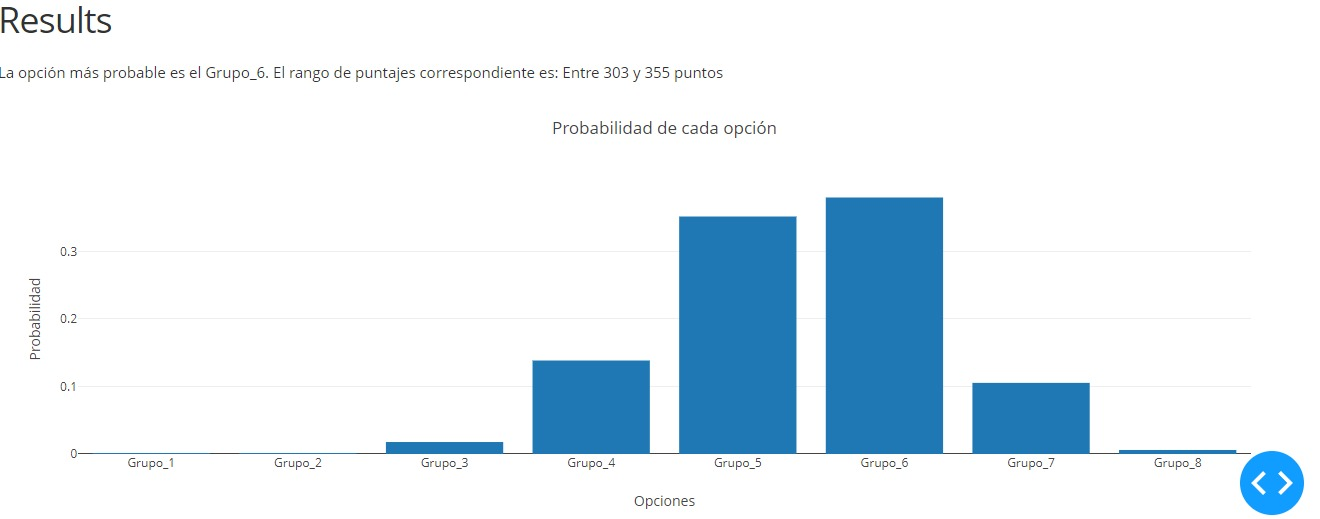 Results
La opción más probable es el Grupo_6. El rango de puntajes correspondiente es: Entre 303 y 355 puntos
Probabilidad de cada opción
Probabilidad
0.3
0.2
0.1
0
Grupo_1 Grupo_2 Grupo_3 Grupo_4 Grupo_5 Grupo_6 Grupo_7 Grupo_8
Opciones